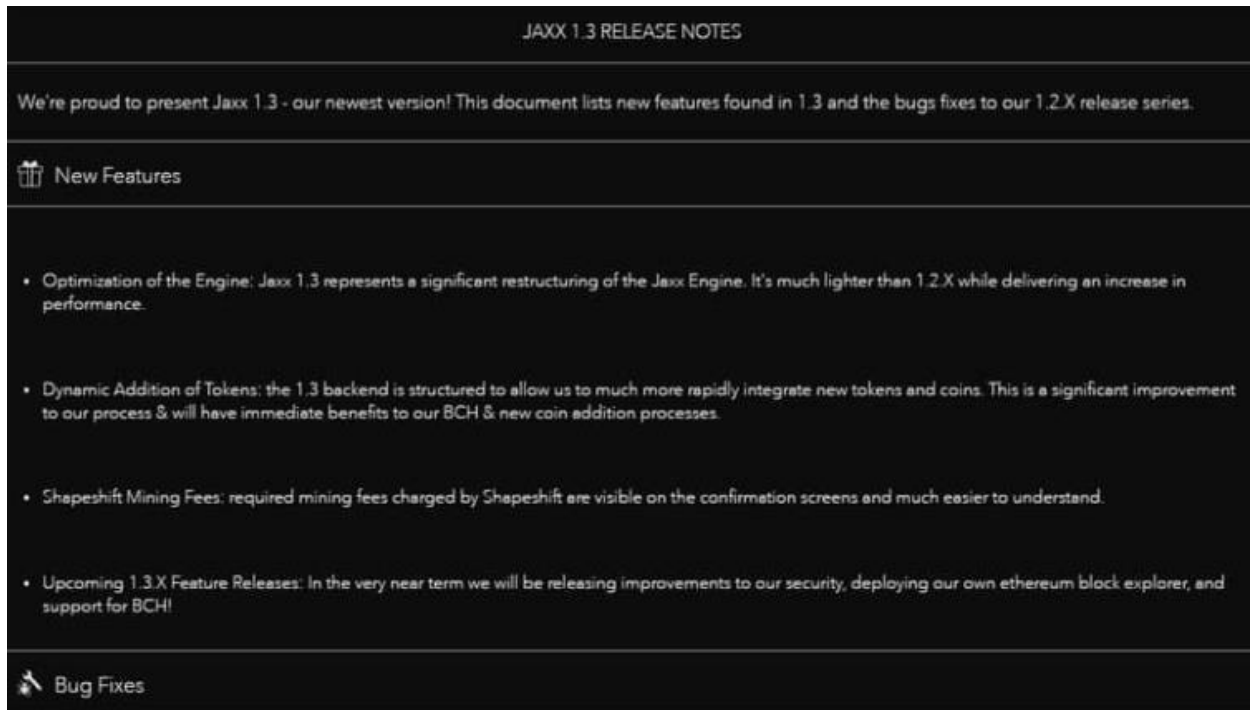 JAXX 1.3 RELEASE NOTES
We're proud to present Jaxx 1.3 - our newest version! This document lists new features found in 1.3 and the bugs fixes to our 1.2.X release series.
New Features
• Optimization of the Engine: Jaxx 1.3 represents a significant restructuring of the Jaxx Engine. It's much lighter than 1.2.X while delivering an increase in
performance.
• Dynamic Addition of Tokens: the 1.3 backend is structured to allow us to much more rapidly integrate new tokens and coins. This is a significant improvement
to our process & will have immediate benefits to our BCH & new coin addition processes.
• Shapeshift Mining Fees: required mining fees charged by Shapeshift are visible on the confirmation screens and much easier to understand.
• Upcoming 1.3.X Feature Releases: In the very near term we will be releasing improvements to our security, deploying our own ethereum block explorer, and
support for BCH!
Bug Fixes